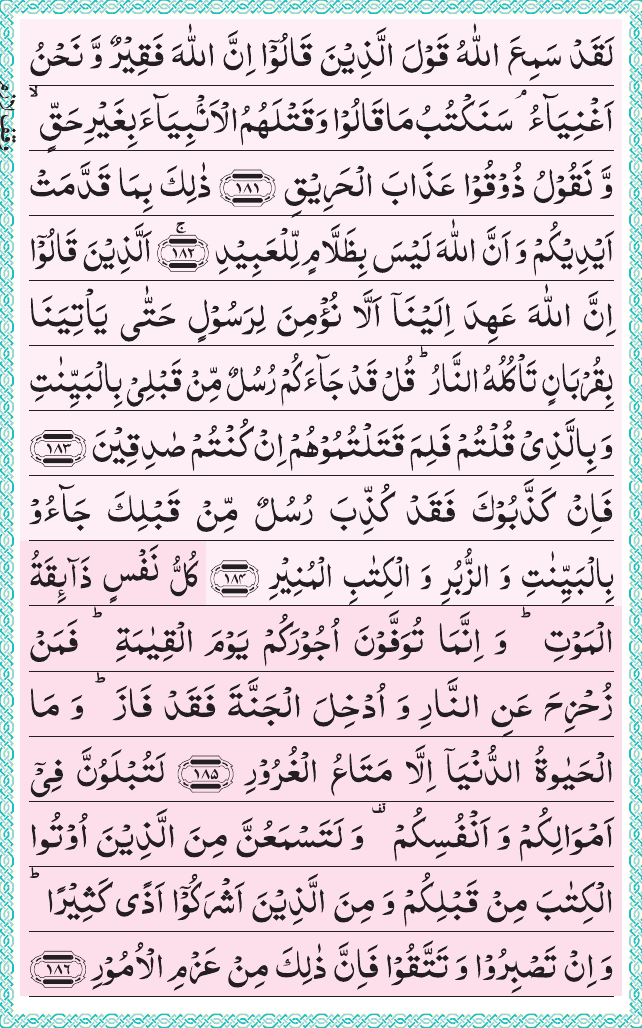 لَقَدْ سَمِعَ اللّٰهُ قَوْلَ الَّذِيْنَ قَالُوْۤا اِنَّ اللّٰهَ فَقِيْرٌ وَّ نَحْنُ
اَغْنِيَآءُ ۘ سَنَكْتُبُ مَا قَالُوْا وَ قَتْلَهُمُ الْاَنْۢبِيَآءَ بِغَيْرِ حَقٍّ ۙ
وَّ نَقُوْلُ ذُوْقُوْا عَذَابَ الْحَرِيْقِ ﴿۱۸۱﴾ ذٰلِكَ بِمَا قَدَّمَتْ
اَيْدِيْكُمْ وَ اَنَّ اللّٰهَ لَيْسَ بِظَلَّامٍ لِّلْعَبِيْدِ ۚ﴿۱۸۲﴾ اَلَّذِيْنَ قَالُوْۤا
اِنَّ اللّٰهَ عَهِدَ اِلَيْنَاۤ اَلَّا نُؤْمِنَ لِرَسُوْلٍ حَتّٰى يَاْتِيَنَا
بِقُرْبَانٍ تَاْكُلُهُ النَّارُ ؕ قُلْ قَدْ جَآءَكُمْ رُسُلٌ مِّنْ قَبْلِيْ بِالْبَيِّنٰتِ
وَ بِالَّذِيْ قُلْتُمْ فَلِمَ قَتَلْتُمُوْهُمْ اِنْ كُنْتُمْ صٰدِقِيْنَ ﴿۱۸۳﴾
فَاِنْ كَذَّبُوْكَ فَقَدْ كُذِّبَ رُسُلٌ مِّنْ قَبْلِكَ جَآءُوْ
بِالْبَيِّنٰتِ وَ الزُّبُرِ وَ الْكِتٰبِ الْمُنِيْرِ ﴿۱۸۴﴾ كُلُّ نَفْسٍ ذَآىِٕقَةُ
الْمَوْتِ ؕ وَ اِنَّمَا تُوَفَّوْنَ اُجُوْرَكُمْ يَوْمَ الْقِيٰمَةِ ؕ فَمَنْ
زُحْزِحَ عَنِ النَّارِ وَ اُدْخِلَ الْجَنَّةَ فَقَدْ فَازَ ؕ وَ مَا
الْحَيٰوةُ الدُّنْيَاۤ اِلَّا مَتَاعُ الْغُرُوْرِ ﴿۱۸۵﴾ لَتُبْلَوُنَّ فِيْۤ
اَمْوَالِكُمْ وَ اَنْفُسِكُمْ ۫ وَ لَتَسْمَعُنَّ مِنَ الَّذِيْنَ اُوْتُوا
الْكِتٰبَ مِنْ قَبْلِكُمْ وَ مِنَ الَّذِيْنَ اَشْرَكُوْۤا اَذًى كَثِيْرًا ؕ
وَ اِنْ تَصْبِرُوْا وَ تَتَّقُوْا فَاِنَّ ذٰلِكَ مِنْ عَزْمِ الْاُمُوْرِ ﴿۱۸۶﴾